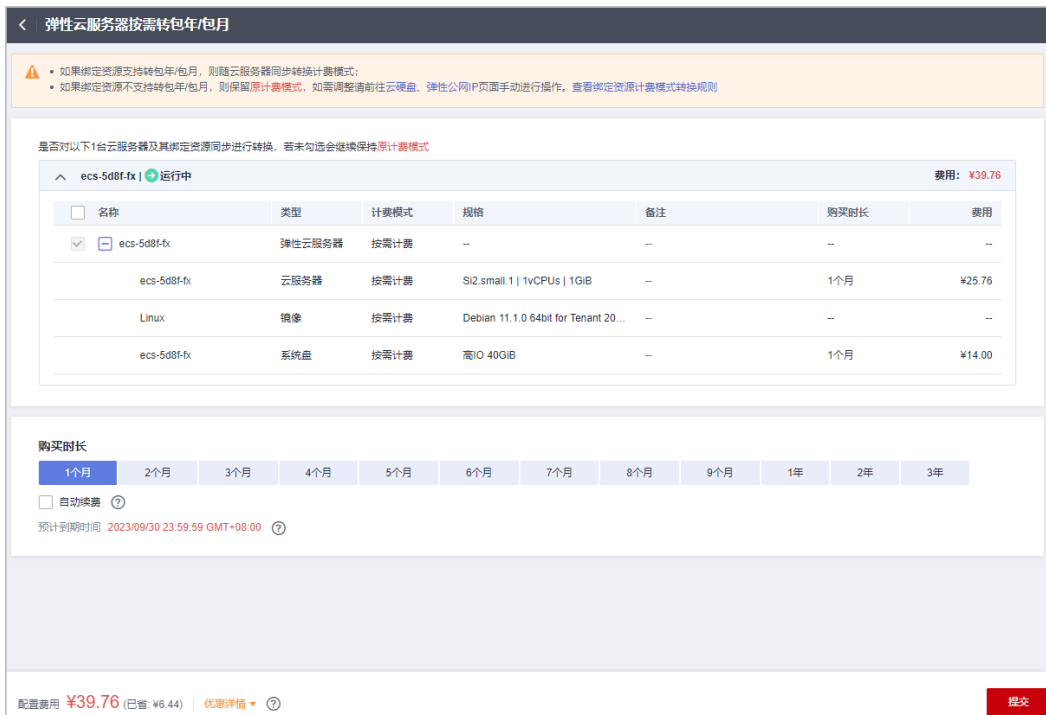 弹性云服务器按需转包年/包月
• 如果绑定资源支持转包年/包月，则随云服务器同步转换计费模式；
• 如果绑定资源不支持转包年/包月，则保留原计费模式，如需调整请前往云硬盘、弹性公网IP页面手动进行操作。查看绑定资源计费模式转换规则
是否对以下1台云服务器及其绑定资源同步进行转换，若未勾选会继续保持原计费模式
ecs-5d8f-fx | 运行中 费用： ¥39.76
名称 类型 计费模式 规格 备注 购买时长 费用
ecs-5d8f-fx 弹性云服务器 按需计费 -- -- -- --
ecs-5d8f-fx 云服务器 按需计费 Si2.small.1 | 1vCPUs | 1GiB -- 1个月 ¥25.76
Linux 镜像 按需计费 Debian 11.1.0 64bit for Tenant 20... -- -- --
ecs-5d8f-fx 系统盘 按需计费 高IO 40GiB -- 1个月 ¥14.00
购买时长
1个月 2个月 3个月 4个月 5个月 6个月 7个月 8个月 9个月 1年 2年 3年
自动续费 ?
预计到期时间 2023/09/30 23:59:59 GMT+08:00 ?
配置费用 ¥39.76 (已省: ¥6.44) | 优惠详情 ? 提交